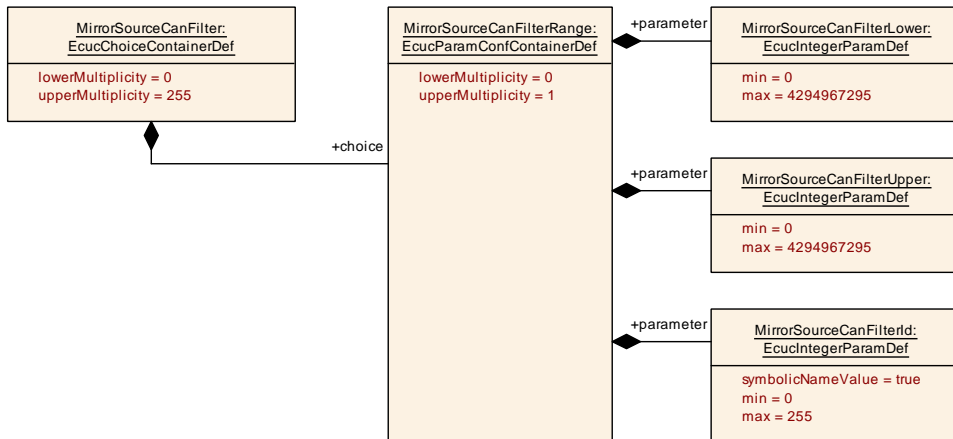 MirrorSourceCanFilter:
EcucChoiceContainerDef
lowerMultiplicity = 0
upperMultiplicity = 255
+choice
MirrorSourceCanFilterRange:
EcucParamConfContainerDef
lowerMultiplicity = 0
upperMultiplicity = 1
+parameter
MirrorSourceCanFilterLower:
EcucIntegerParamDef
min = 0
max = 4294967295
+parameter
MirrorSourceCanFilterUpper:
EcucIntegerParamDef
min = 0
max = 4294967295
+parameter
MirrorSourceCanFilterId:
EcucIntegerParamDef
symbolicNameValue = true
min = 0
max = 255